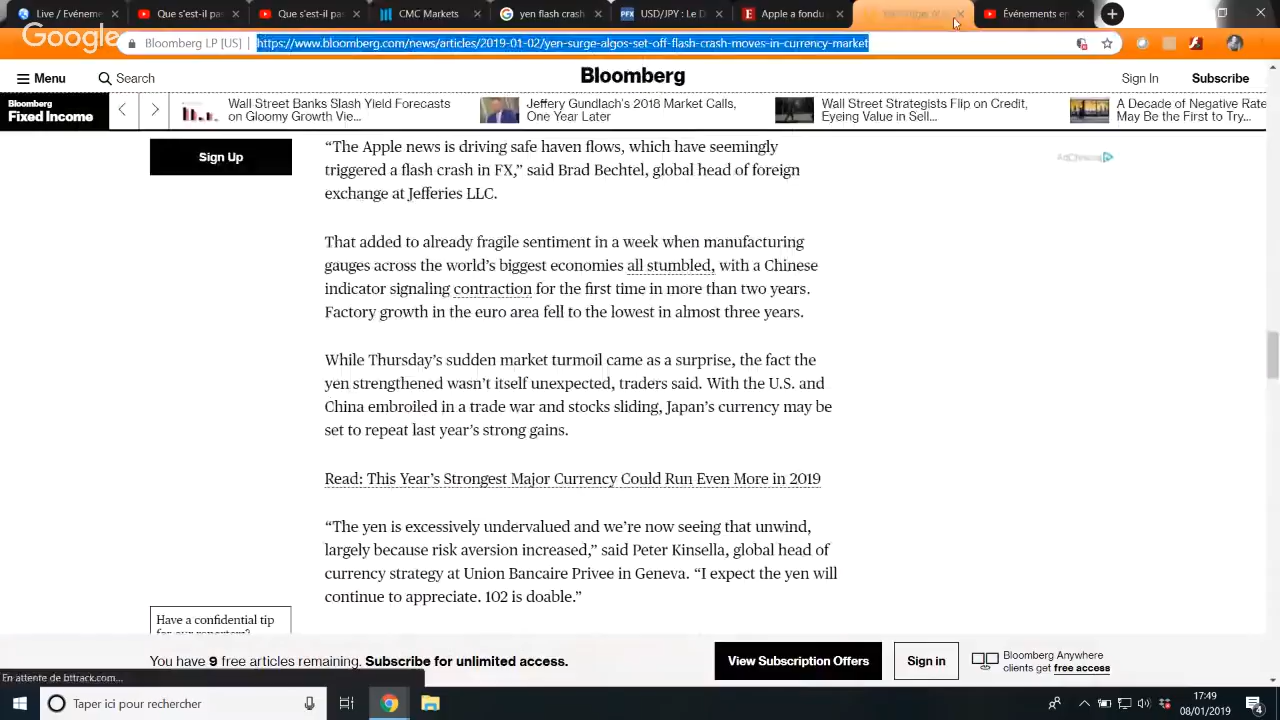 Live / Événeme
Que s'est-il pas
Que s'est-il pas
CMC Markets
yen flash crash
USD/JPY : Le D
Apple a fondu
Événements en
Google
Bloomberg LP [US] | https://www.bloomberg.com/news/articles/2019-01-02/yen-surge-algos-set-off-flash-crash-moves-in-currency-market
Menu
Search
Bloomberg
Sign In
Subscribe
Bloomberg
Fixed Income
Wall Street Banks Slash Yield Forecasts
on Gloomy Growth Vie...
Jeffery Gundlach's 2018 Market Calls,
One Year Later
Wall Street Strategists Flip on Credit,
Eyeing Value in Sell...
A Decade of Negative Rate
May Be the First to Try...
Sign Up
“The Apple news is driving safe haven flows, which have seemingly
triggered a flash crash in FX,” said Brad Bechtel, global head of foreign
exchange at Jefferies LLC.
That added to already fragile sentiment in a week when manufacturing
gauges across the world’s biggest economies all stumbled, with a Chinese
indicator signaling contraction for the first time in more than two years.
Factory growth in the euro area fell to the lowest in almost three years.
While Thursday’s sudden market turmoil came as a surprise, the fact the
yen strengthened wasn’t itself unexpected, traders said. With the U.S. and
China embroiled in a trade war and stocks sliding, Japan’s currency may be
set to repeat last year’s strong gains.
Read: This Year’s Strongest Major Currency Could Run Even More in 2019
“The yen is excessively undervalued and we’re now seeing that unwind,
largely because risk aversion increased,” said Peter Kinsella, global head of
currency strategy at Union Bancaire Privee in Geneva. “I expect the yen will
continue to appreciate. 102 is doable.”
Have a confidential tip
for our reporters?
You have 9 free articles remaining. Subscribe for unlimited access.
View Subscription Offers
Sign in
Bloomberg Anywhere
clients get free access
En attente de bttrack.com...
Taper ici pour rechercher
17:49
08/01/2019
4